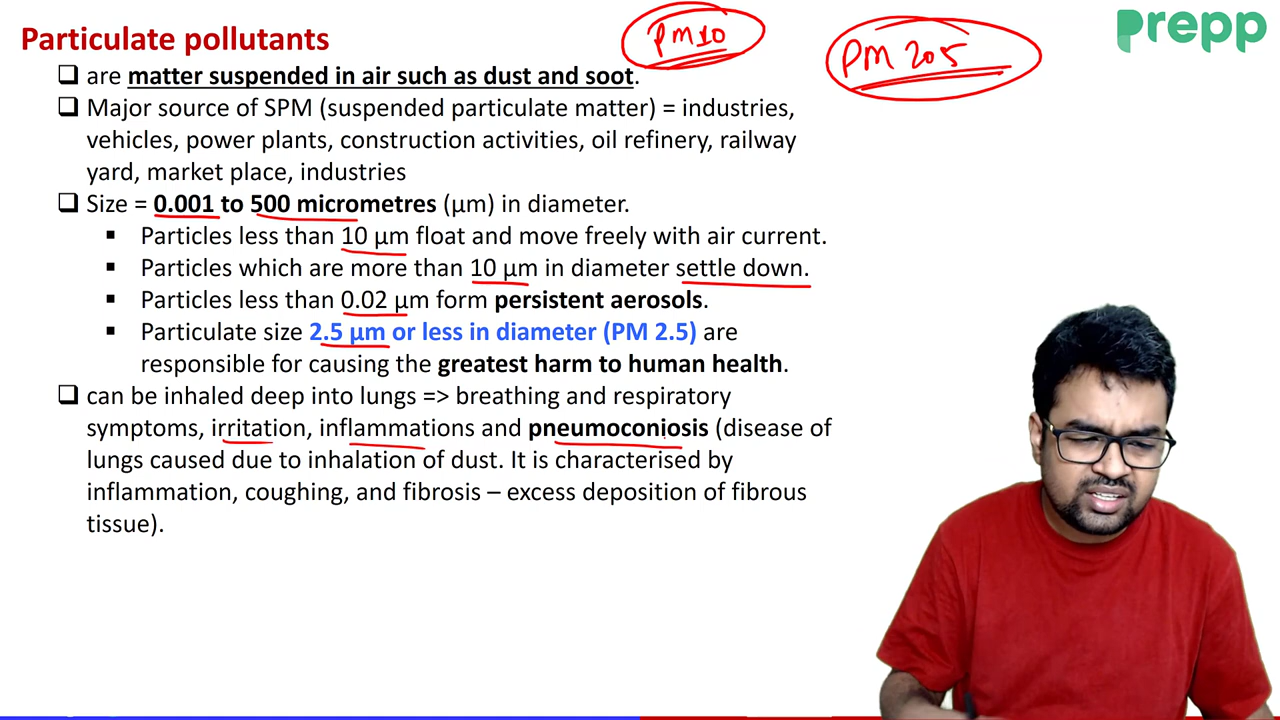 Particulate pollutants
PM10
PM 2.5
Prepp
❑ are matter suspended in air such as dust and soot.
❑ Major source of SPM (suspended particulate matter) = industries,
vehicles, power plants, construction activities, oil refinery, railway
yard, market place, industries
❑ Size = 0.001 to 500 micrometres (μm) in diameter.
▪ Particles less than 10 μm float and move freely with air current.
▪ Particles which are more than 10 μm in diameter settle down.
▪ Particles less than 0.02 μm form persistent aerosols.
▪ Particulate size 2.5 μm or less in diameter (PM 2.5) are
responsible for causing the greatest harm to human health.
❑ can be inhaled deep into lungs => breathing and respiratory
symptoms, irritation, inflammations and pneumoconiosis (disease of
lungs caused due to inhalation of dust. It is characterised by
inflammation, coughing, and fibrosis – excess deposition of fibrous
tissue).